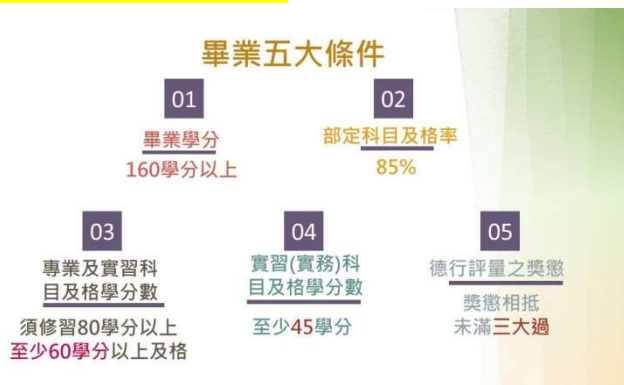 畢業五大條件
01
畢業學分
160學分以上
02
部定科目及格率
85%
03
專業及實習科
目及格學分數
須修習80學分以上
至少60學分以上及格
04
實習(實務)科
目及格學分數
至少45學分
05
德行評量之獎懲
獎懲相抵
未滿三大過